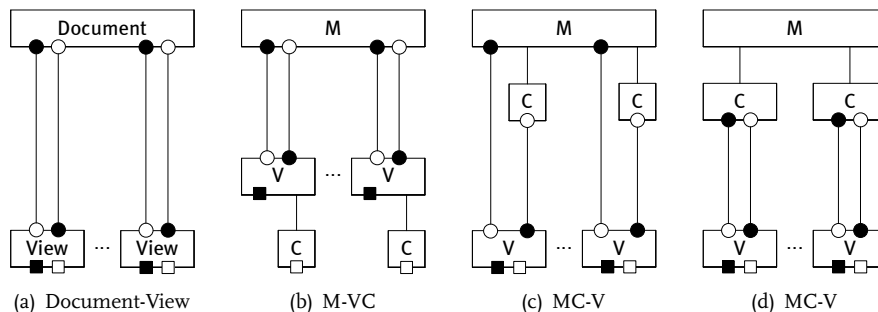 Document M M M
C C C C
V ... V
View ... View C C V ... V V ... V
(a) Document-View (b) M-VC (c) MC-V (d) MC-V